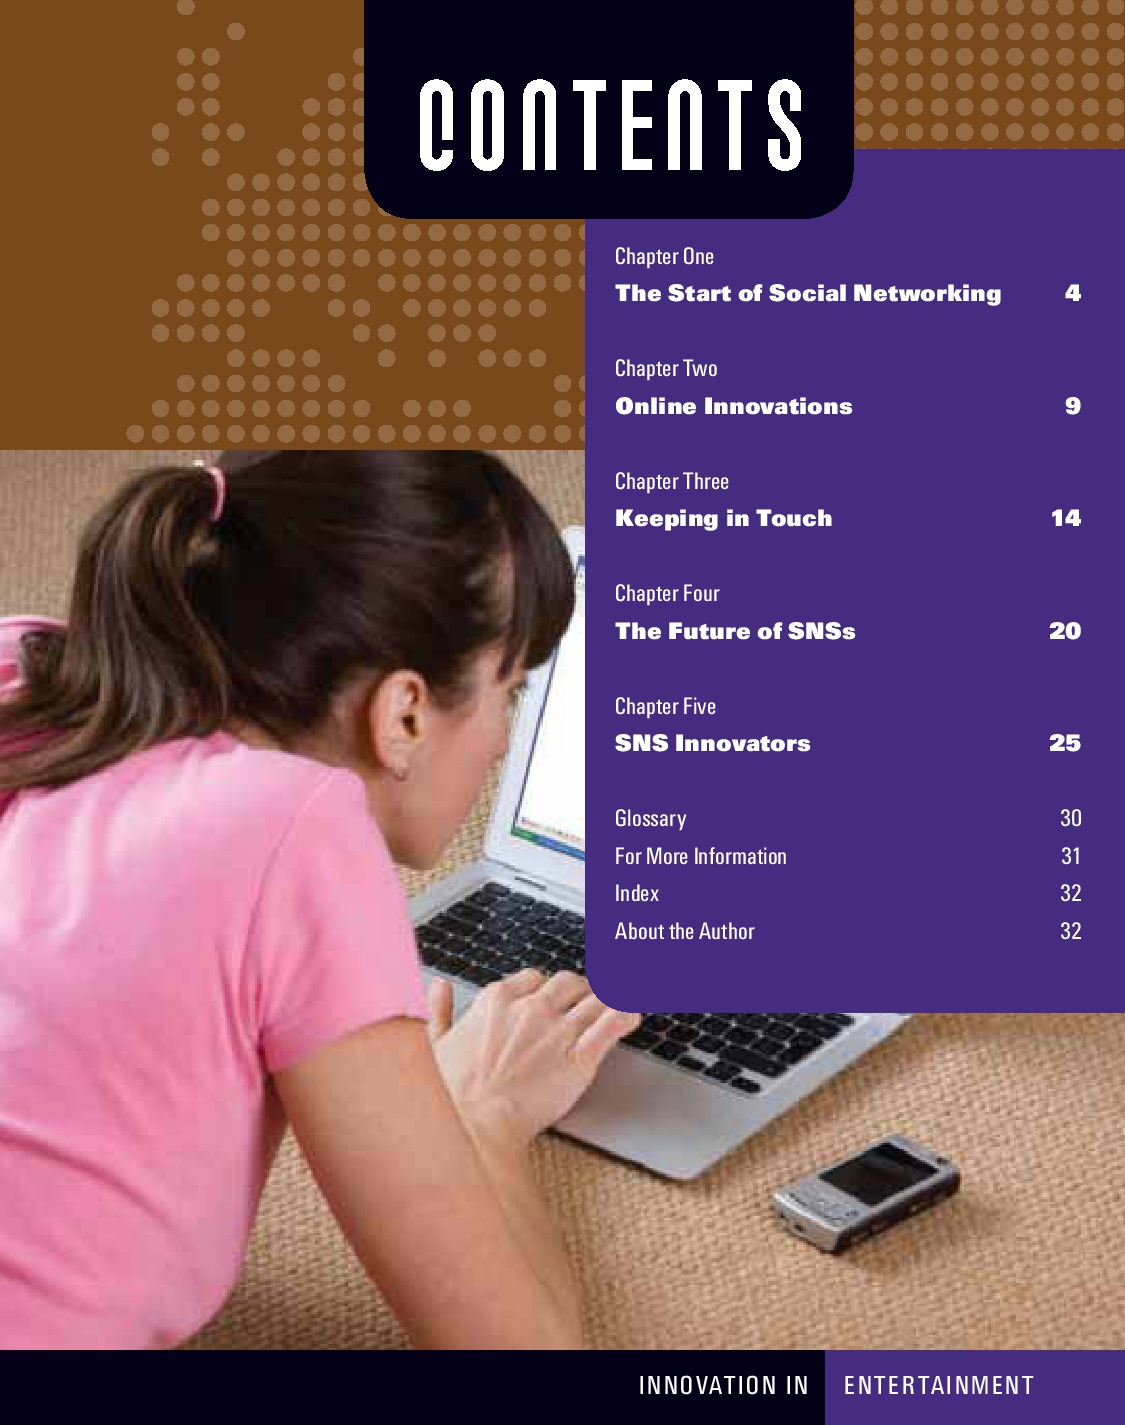 CONTENTS
Chapter One
The Start of Social Networking 4
Chapter Two
Online Innovations 9
Chapter Three
Keeping in Touch 14
Chapter Four
The Future of SNSs 20
Chapter Five
SNS Innovators 25
Glossary 30
For More Information 31
Index 32
About the Author 32
INNOVATION IN ENTERTAINMENT